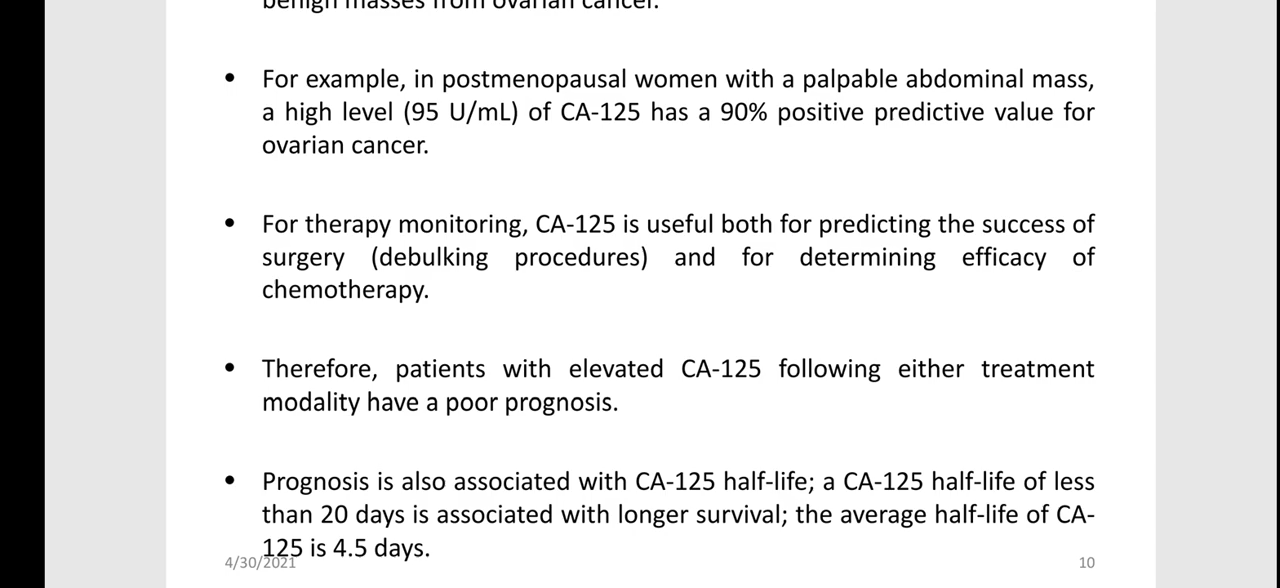 benign masses from ovarian cancer.
• For example, in postmenopausal women with a palpable abdominal mass,
a high level (95 U/mL) of CA-125 has a 90% positive predictive value for
ovarian cancer.
• For therapy monitoring, CA-125 is useful both for predicting the success of
surgery (debulking procedures) and for determining efficacy of
chemotherapy.
• Therefore, patients with elevated CA-125 following either treatment
modality have a poor prognosis.
• Prognosis is also associated with CA-125 half-life; a CA-125 half-life of less
than 20 days is associated with longer survival; the average half-life of CA-
125 is 4.5 days.
4/30/2021
10